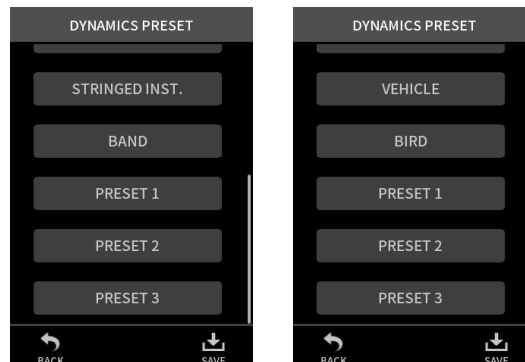 DYNAMICS PRESET
STRINGED INST.
BAND
PRESET 1
PRESET 2
PRESET 3
BACK
SAVE
DYNAMICS PRESET
VEHICLE
BIRD
PRESET 1
PRESET 2
PRESET 3
BACK
SAVE